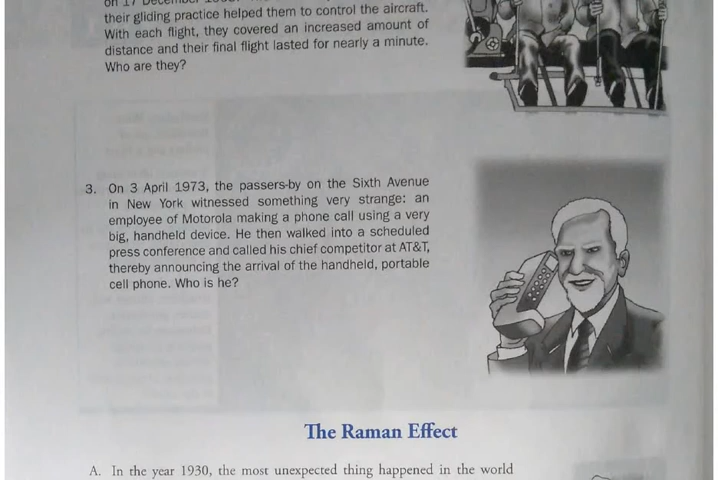 on 17 December
their gliding practice helped them to control the aircraft.
With each flight, they covered an increased amount of
distance and their final flight lasted for nearly a minute.
Who are they?
3. On 3 April 1973, the passers-by on the Sixth Avenue
in New York witnessed something very strange: an
employee of Motorola making a phone call using a very
big, handheld device. He then walked into a scheduled
press conference and called his chief competitor at AT&T,
thereby announcing the arrival of the handheld, portable
cell phone. Who is he?
The Raman Effect
A. In the year 1930, the most unexpected thing happened in the world